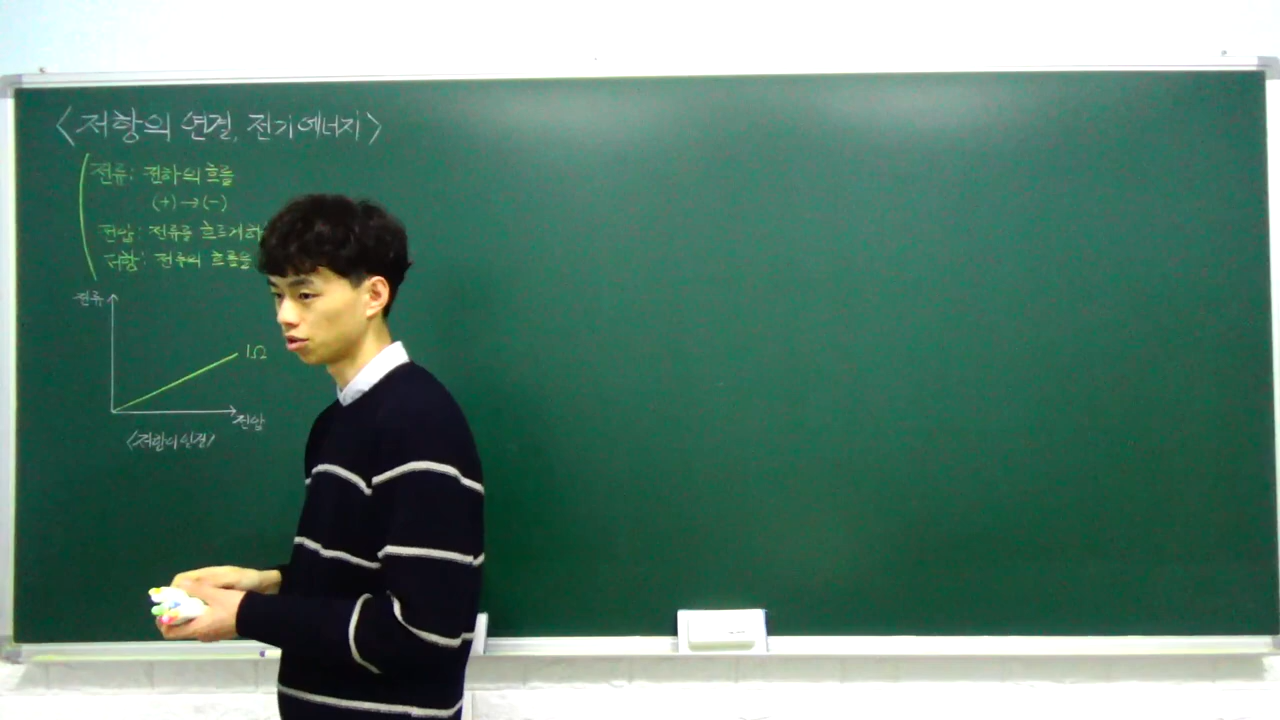 <저항의 연결, 전기에너지>
전류: 전하의 흐름
(+)→(-)
전압: 전류를 흐르게 하
저항: 전류의 흐름을
전류
1Ω
전압
<저항의 연결>